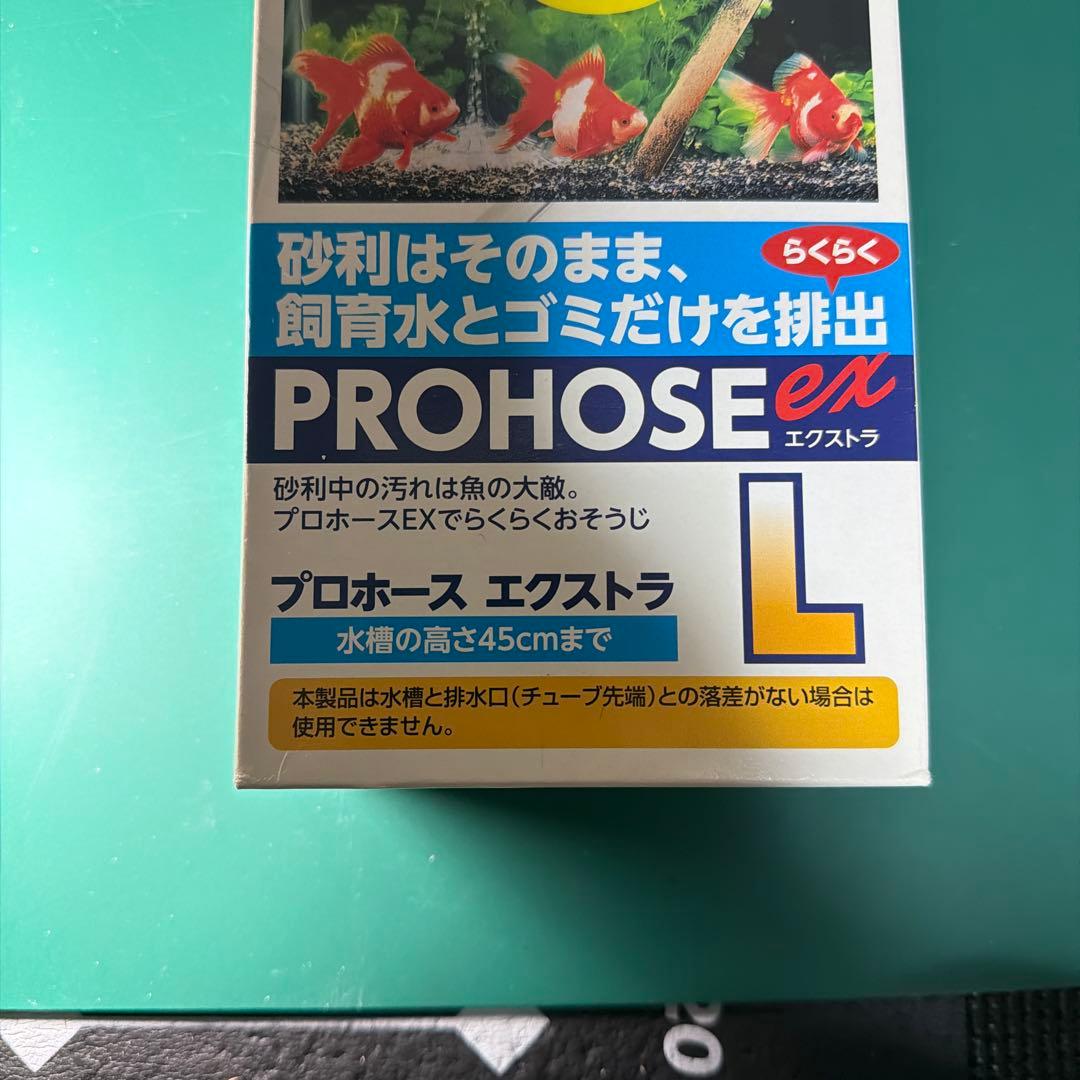 砂利はそのまま、
らくらく
飼育水とゴミだけを排出
PROHOSE ex
エクストラ
砂利中の汚れは魚の大敵。
プロホースEXでらくらくおそうじ
プロホース エクストラ
L
水槽の高さ45cmまで
本製品は水槽と排水口(チューブ先端)との落差がない場合は
使用できません。
20